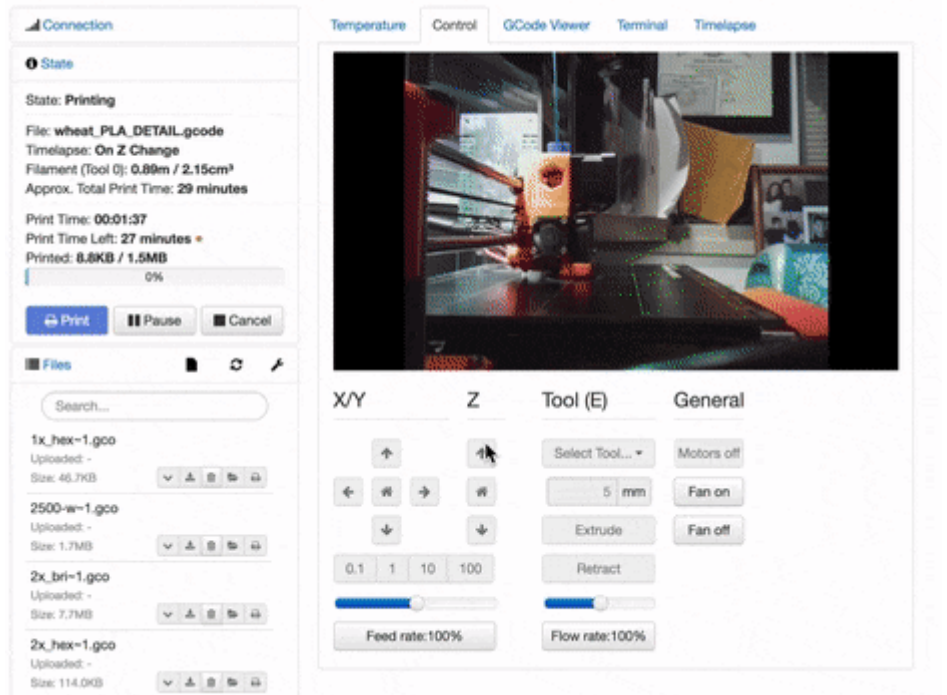 Connection
State
State: Printing
File: wheat_PLA_DETAIL.gcode
Timelapse: On Z Change
Filament (Tool 0): 0.89m / 2.15cm³
Approx. Total Print Time: 29 minutes
Print Time: 00:01:37
Print Time Left: 27 minutes
Printed: 8.8KB / 1.5MB
0%
Print Pause Cancel
Files
Search...
1x_hex~1.gco
Uploaded: -
Size: 46.7KB
2500-w~1.gco
Uploaded: -
Size: 1.7MB
2x_bri~1.gco
Uploaded: -
Size: 7.7MB
2x_hex~1.gco
Uploaded: -
Size: 114.0KB
Temperature Control GCode Viewer Terminal Timelapse
X/Y Z Tool (E) General
Select Tool... Motors off
5 mm Fan on
Extrude Fan off
0.1 1 10 100 Retract
Feed rate:100% Flow rate:100%